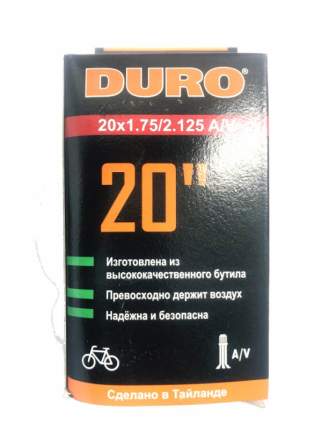 DURO®
20x1.75/2.125 A/V
20"
Изготовлена из
высококачественного бутила
Превосходно держит воздух
Надёжна и безопасна
A/V
Сделано в Тайланде